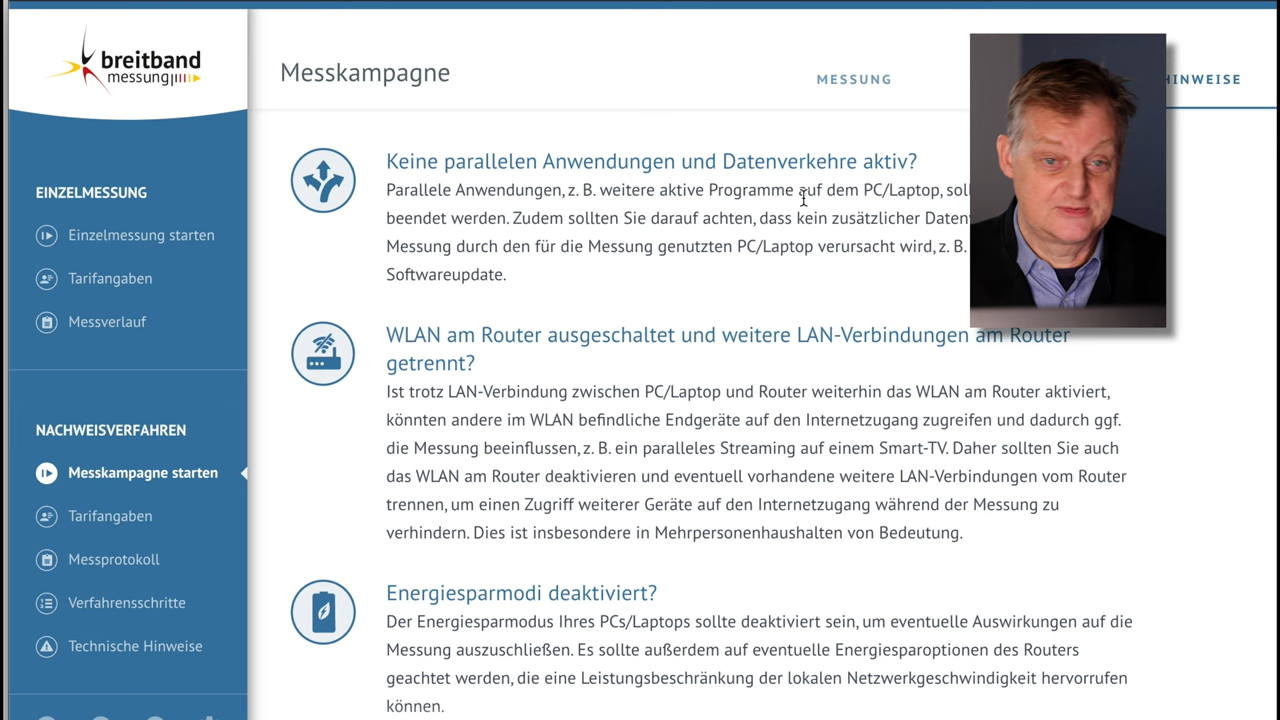 breitband
messung
Messkampagne
MESSUNG
HINWEISE
EINZELMESSUNG
Einzelmessung starten
Tarifangaben
Messverlauf
NACHWEISVERFAHREN
Messkampagne starten
Tarifangaben
Messprotokoll
Verfahrensschritte
Technische Hinweise
Keine parallelen Anwendungen und Datenverkehre aktiv?
Parallele Anwendungen, z. B. weitere aktive Programme auf dem PC/Laptop,
beendet werden. Zudem sollten Sie darauf achten, dass kein zusätzlicher
Messung durch den für die Messung genutzten PC/Laptop verursacht wird, z. B.
Softwareupdate.
WLAN am Router ausgeschaltet und weitere LAN-Verbindungen am Router
getrennt?
Ist trotz LAN-Verbindung zwischen PC/Laptop und Router weiterhin das WLAN am Router aktiviert,
könnten andere im WLAN befindliche Endgeräte auf den Internetzugang zugreifen und dadurch ggf.
die Messung beeinflussen, z. B. ein paralleles Streaming auf einem Smart-TV. Daher sollten Sie auch
das WLAN am Router deaktivieren und eventuell vorhandene weitere LAN-Verbindungen vom Router
trennen, um einen Zugriff weiterer Geräte auf den Internetzugang während der Messung zu
verhindern. Dies ist insbesondere in Mehrpersonenhaushalten von Bedeutung.
Energiesparmodi deaktiviert?
Der Energiesparmodus Ihres PCs/Laptops sollte deaktiviert sein, um eventuelle Auswirkungen auf die
Messung auszuschließen. Es sollte außerdem auf eventuelle Energiesparoptionen des Routers
geachtet werden, die eine Leistungsbeschränkung der lokalen Netzwerkgeschwindigkeit hervorrufen
können.